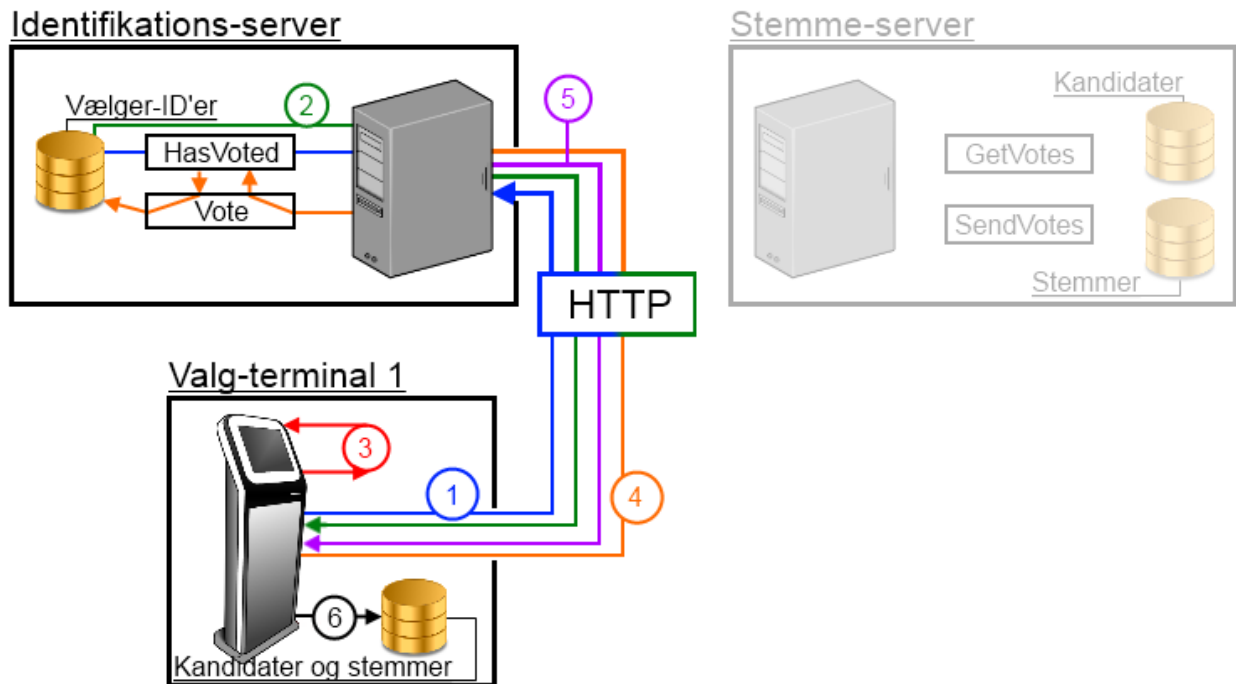 Identifikations-server
Stemme-server
Vælger-ID'er
2
5
Kandidater
HasVoted
GetVotes
Vote
SendVotes
Stemmer
HTTP
Valg-terminal 1
3
1
4
6
Kandidater og stemmer